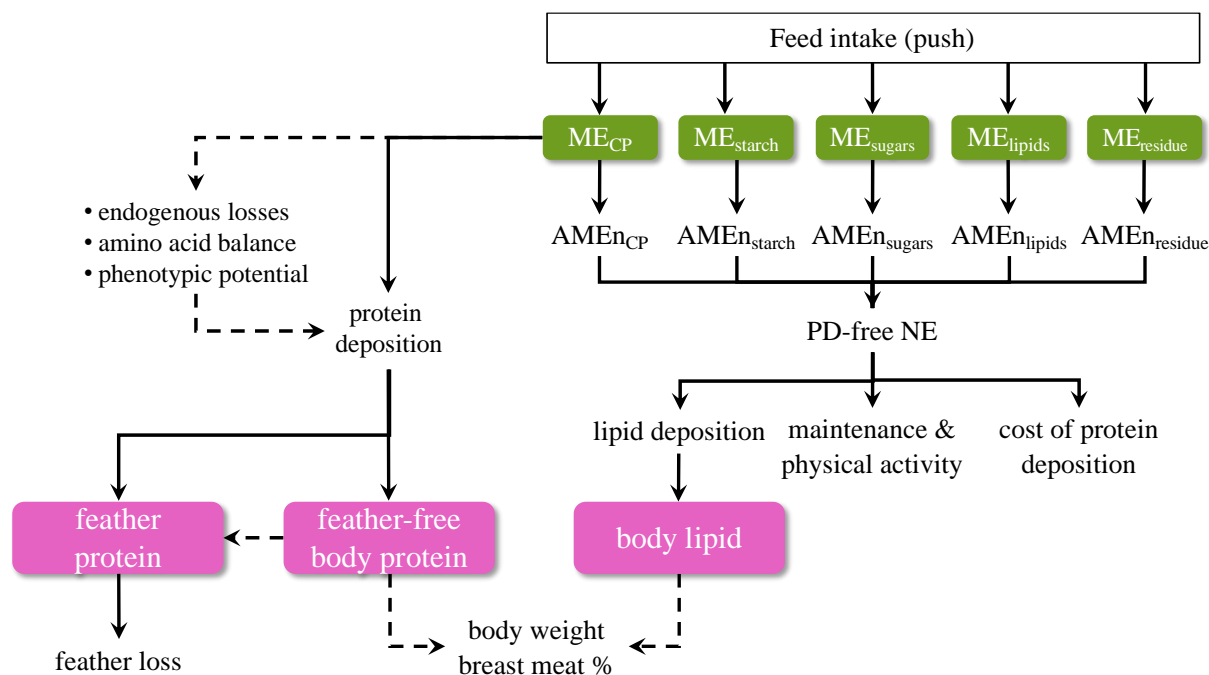 Feed intake (push)
ME_CP
ME_starch
ME_sugars
ME_lipids
ME_residue
• endogenous losses
• amino acid balance
• phenotypic potential
AMEn_CP
AMEn_starch
AMEn_sugars
AMEn_lipids
AMEn_residue
protein
deposition
PD-free NE
lipid deposition
maintenance &
physical activity
cost of protein
deposition
feather
protein
feather-free
body protein
body lipid
feather loss
body weight
breast meat %